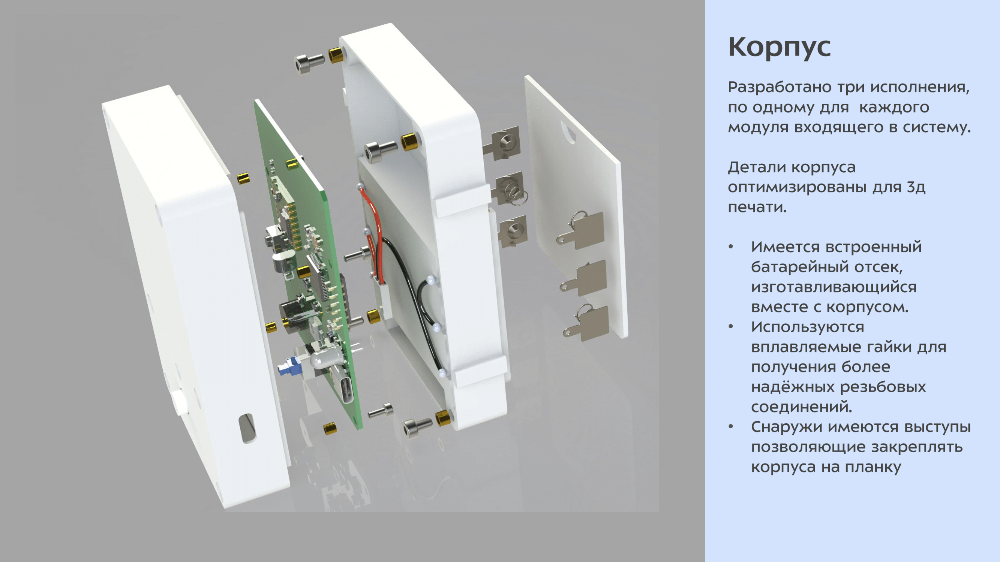 Корпус
Разработано три исполнения,
по одному для  каждого
модуля входящего в систему.
Детали корпуса
оптимизированы для 3д
печати.
• Имеется встроенный
батарейный отсек,
изготавливающийся
вместе с корпусом.
• Используются
вплавляемые гайки для
получения более
надёжных резьбовых
соединений.
• Снаружи имеются выступы
позволяющие закреплять
корпуса на планку